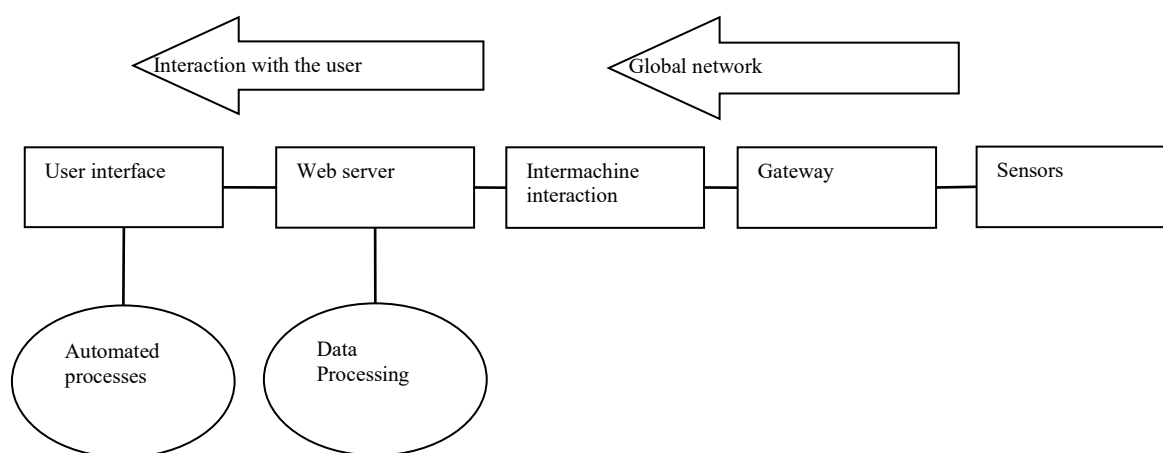 Interaction with the user
Global network
User interface
Web server
Intermachine
interaction
Gateway
Sensors
Automated
processes
Data
Processing